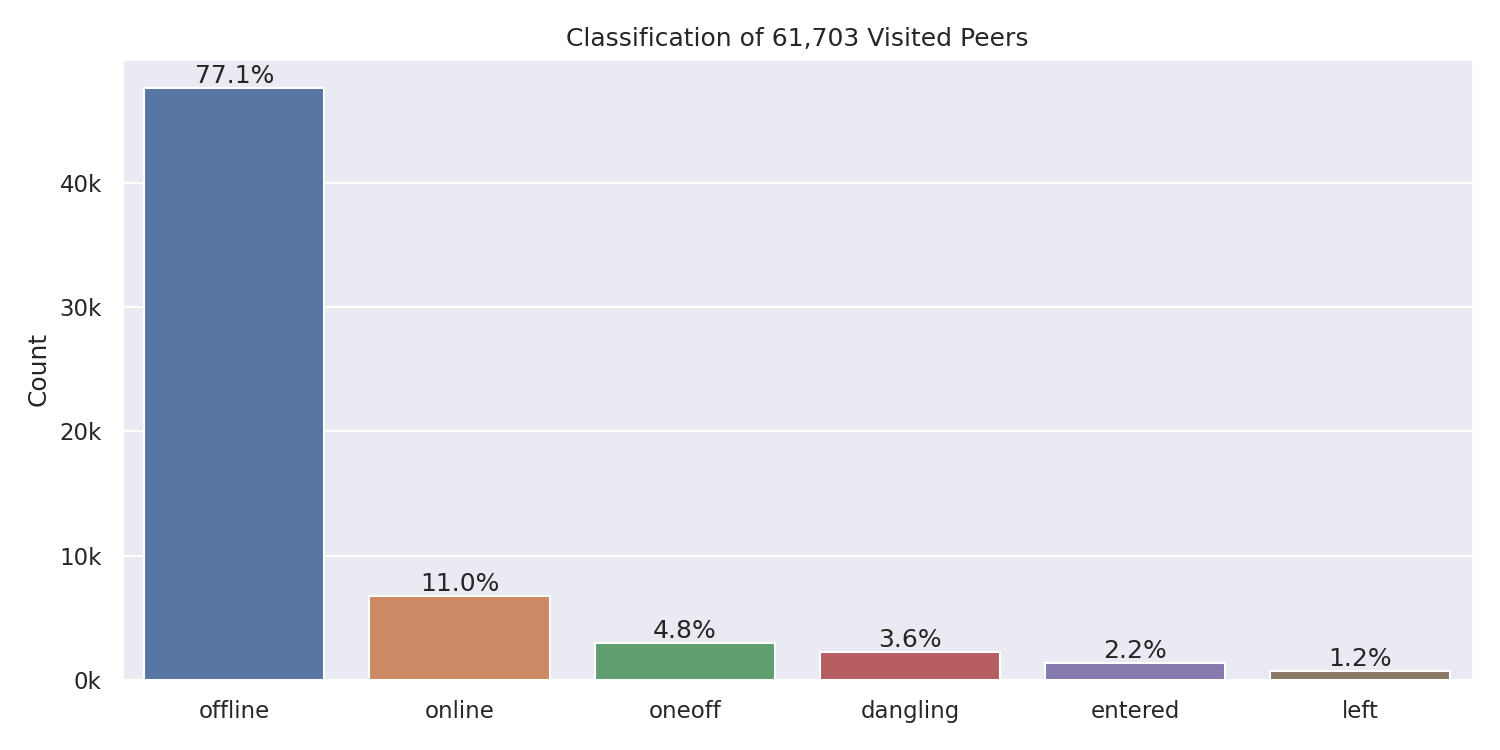 Classification of 61,703 Visited Peers
77.1%
40k
30k
Count
20k
10k
11.0%
4.8%
3.6%
2.2%
1.2%
0k
offline
online
oneoff
dangling
entered
left